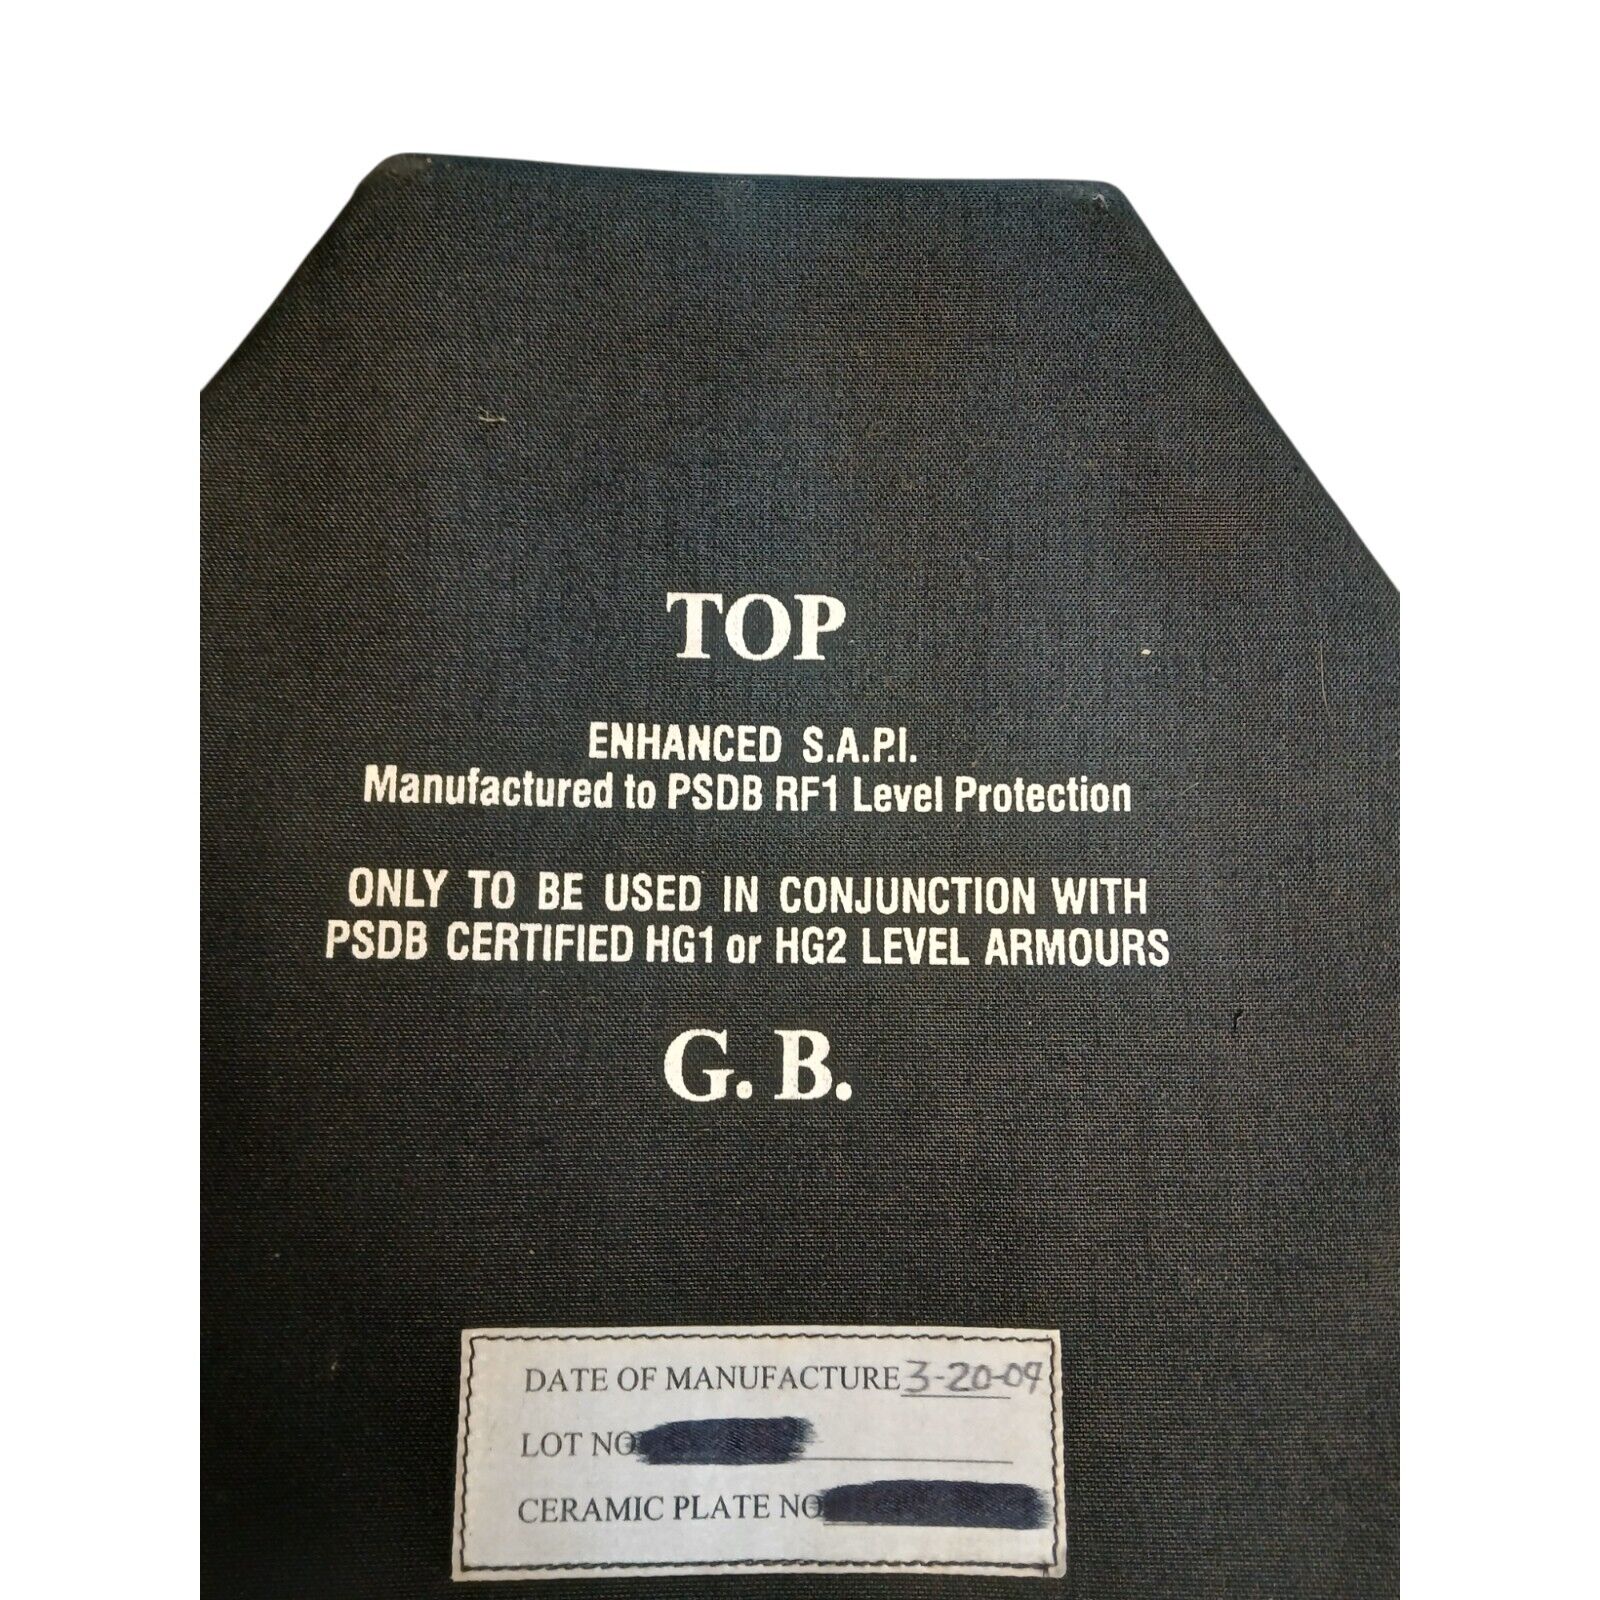 TOP
ENHANCED S.A.P.I.
Manufactured to PSDB RF1 Level Protection
ONLY TO BE USED IN CONJUNCTION WITH
PSDB CERTIFIED HG1 or HG2 LEVEL ARMOURS
G. B.
DATE OF MANUFACTURE 3-20-09
LOT NO
CERAMIC PLATE NO